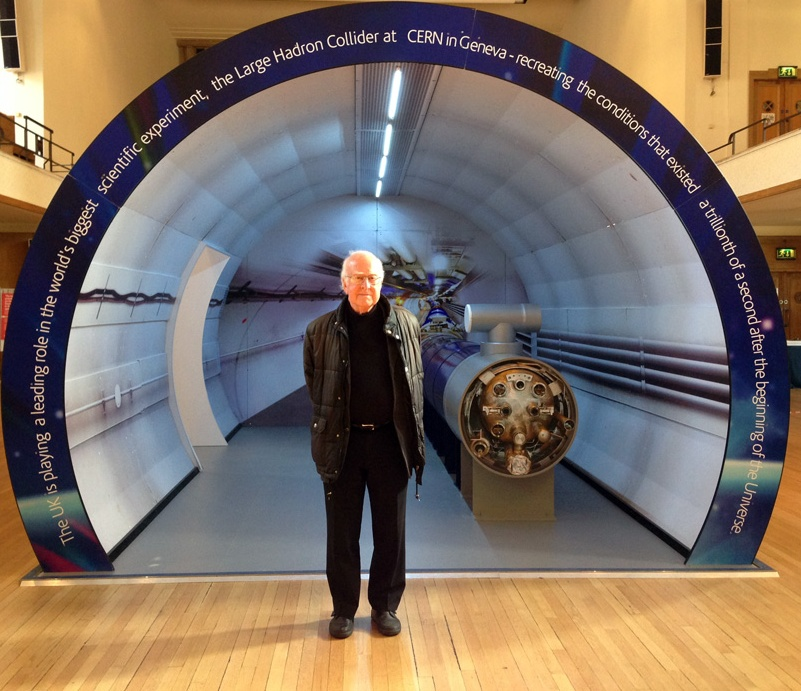 The UK is playing a leading role in the world's biggest scientific experiment, the Large Hadron Collider at CERN in Geneva - recreating the conditions that existed a trillionth of a second after the beginning of the Universe